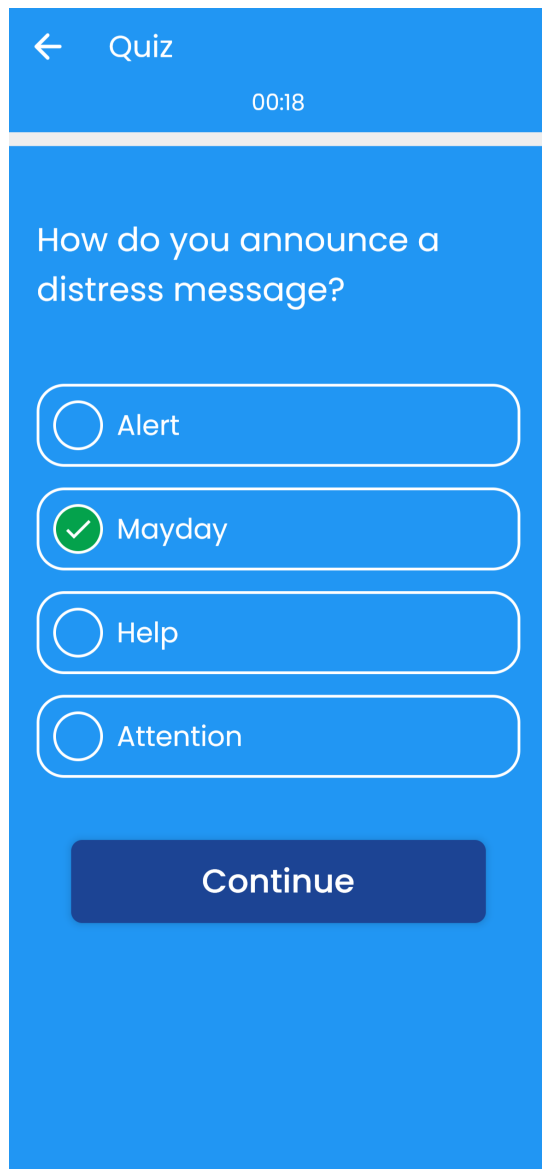 Quiz
00:18
How do you announce a
distress message?
Alert
Mayday
Help
Attention
Continue